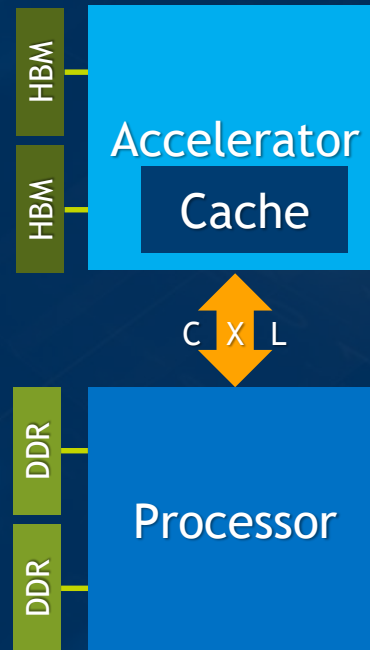 HBM
Accelerator
HBM
Cache
C X L
DDR
Processor
DDR